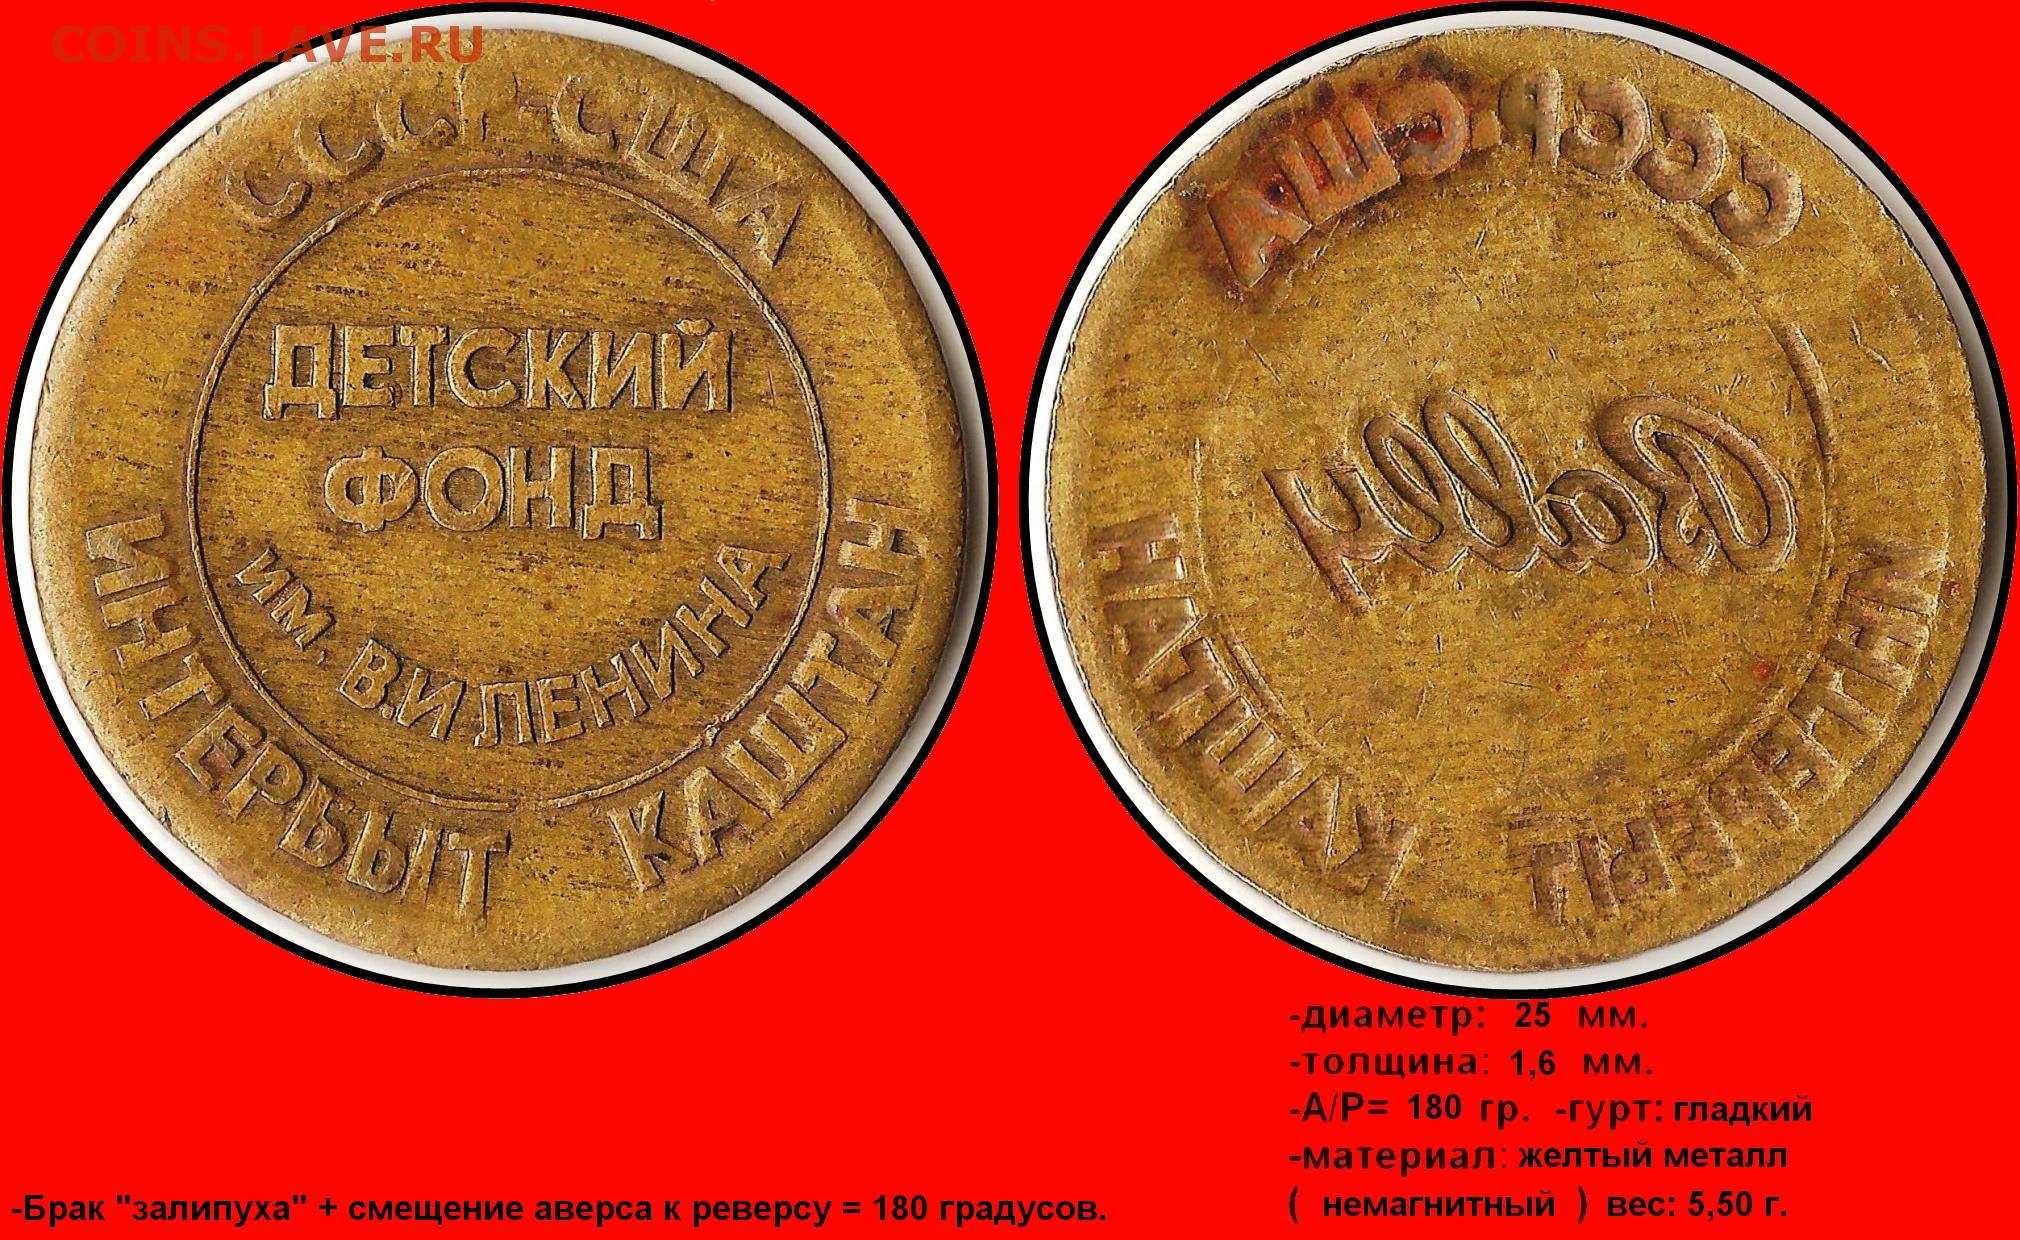 COINS.LAVE.RU
СССР-США
ДЕТСКИЙ
ФОНД
ИМ. В.И ЛЕНИНА
ИНТЕРБЫТ КАШТАН
СССР.США
Bally
ИНТЕРБЫТ КАШТАН
-диаметр: 25 мм.
-толщина: 1,6 мм.
-А/Р= 180 гр. -гурт: гладкий
-материал: желтый металл
( немагнитный ) вес: 5,50 г.
-Брак "залипуха" + смещение аверса к реверсу = 180 градусов.